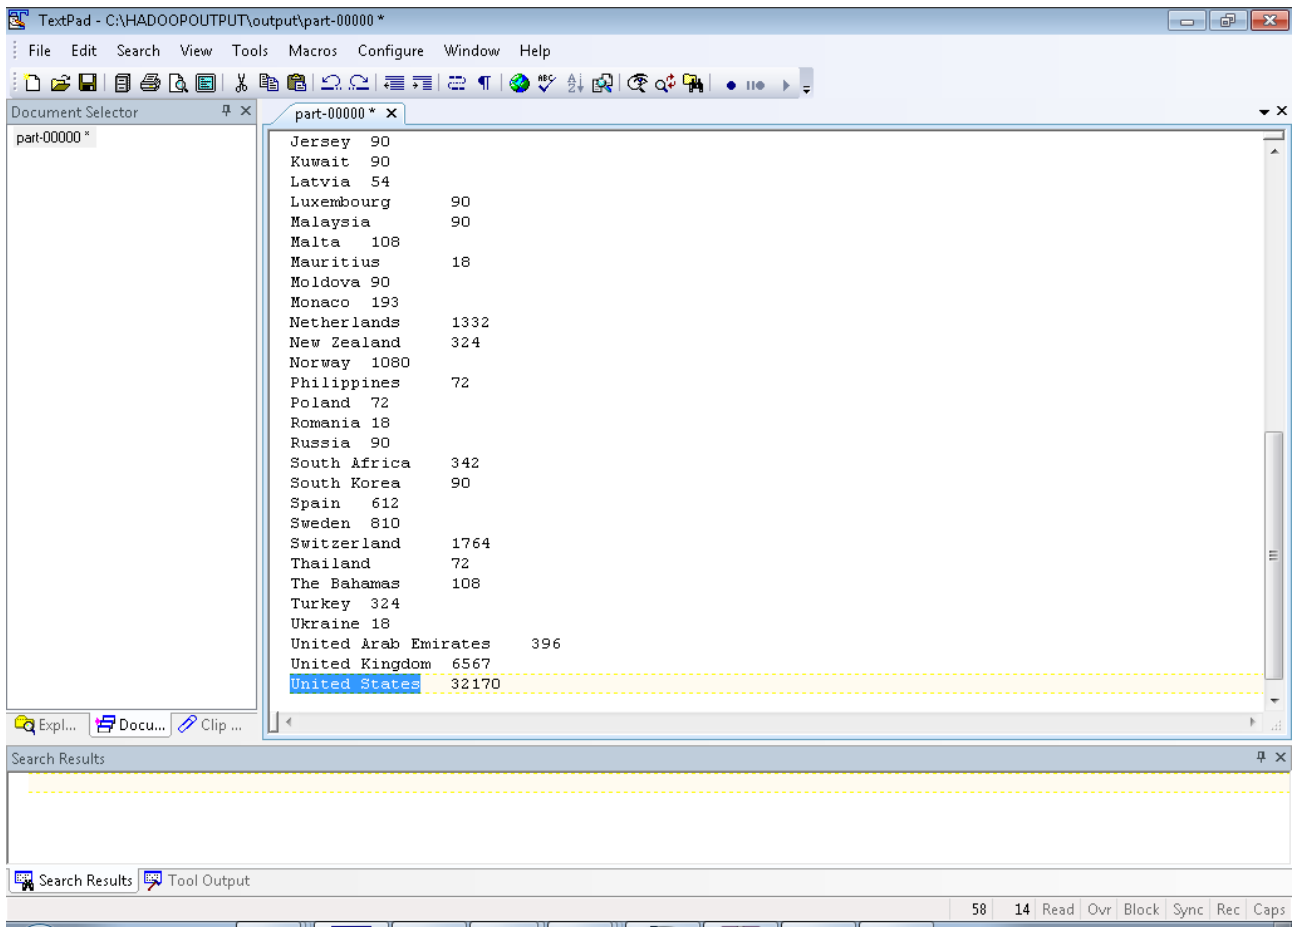 TextPad - C:\HADOOPOUTPUT\output\part-00000 *
File Edit Search View Tools Macros Configure Window Help
Document Selector
part-00000 *
part-00000 *
Jersey 90
Kuwait 90
Latvia 54
Luxembourg 90
Malaysia 90
Malta 108
Mauritius 18
Moldova 90
Monaco 193
Netherlands 1332
New Zealand 324
Norway 1080
Philippines 72
Poland 72
Romania 18
Russia 90
South Africa 342
South Korea 90
Spain 612
Sweden 810
Switzerland 1764
Thailand 72
The Bahamas 108
Turkey 324
Ukraine 18
United Arab Emirates 396
United Kingdom 6567
United States 32170
Expl... Docu... Clip ...
Search Results
Search Results Tool Output
58 14 Read Ovr Block Sync Rec Caps